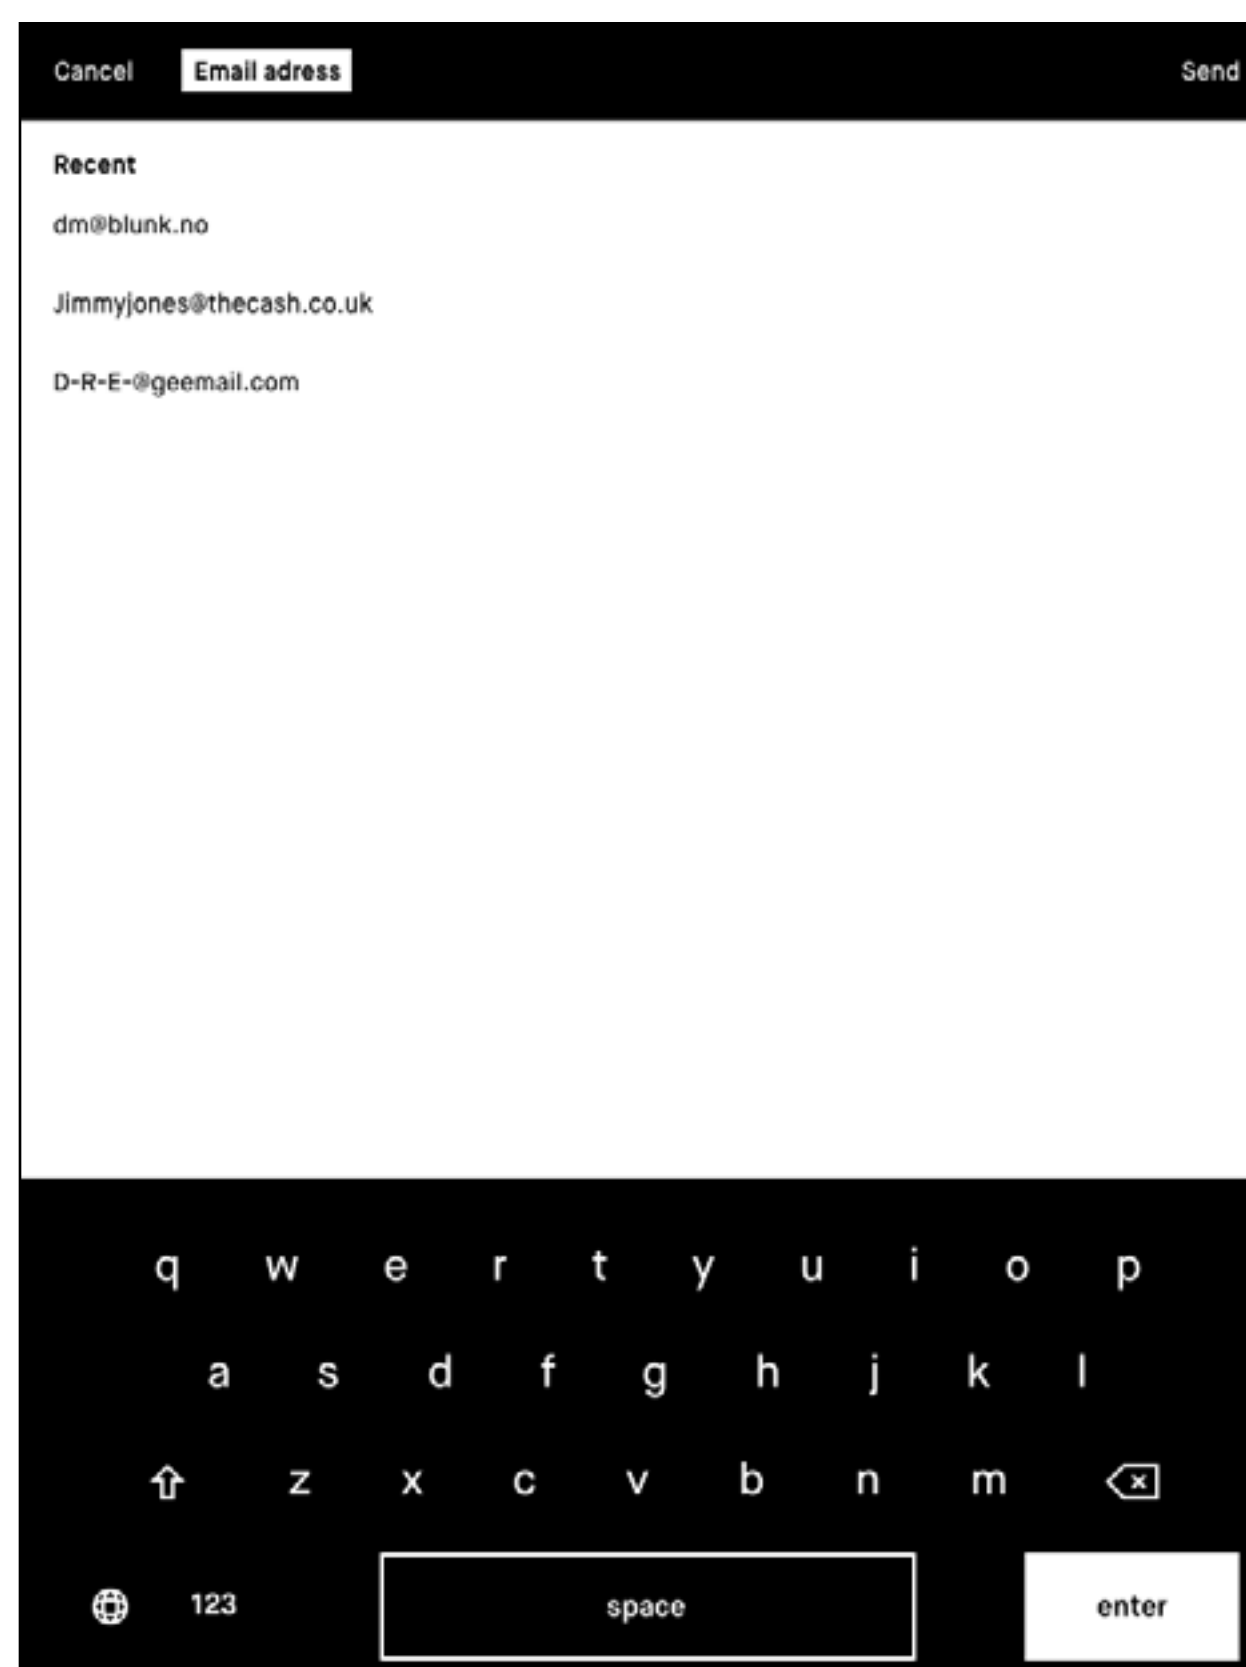 Cancel Email adress Send
Recent
dm@blunk.no
Jimmyjones@thecash.co.uk
D-R-E-@geemail.com
q w e r t y u i o p
a s d f g h j k l
z x c v b n m
123 space enter